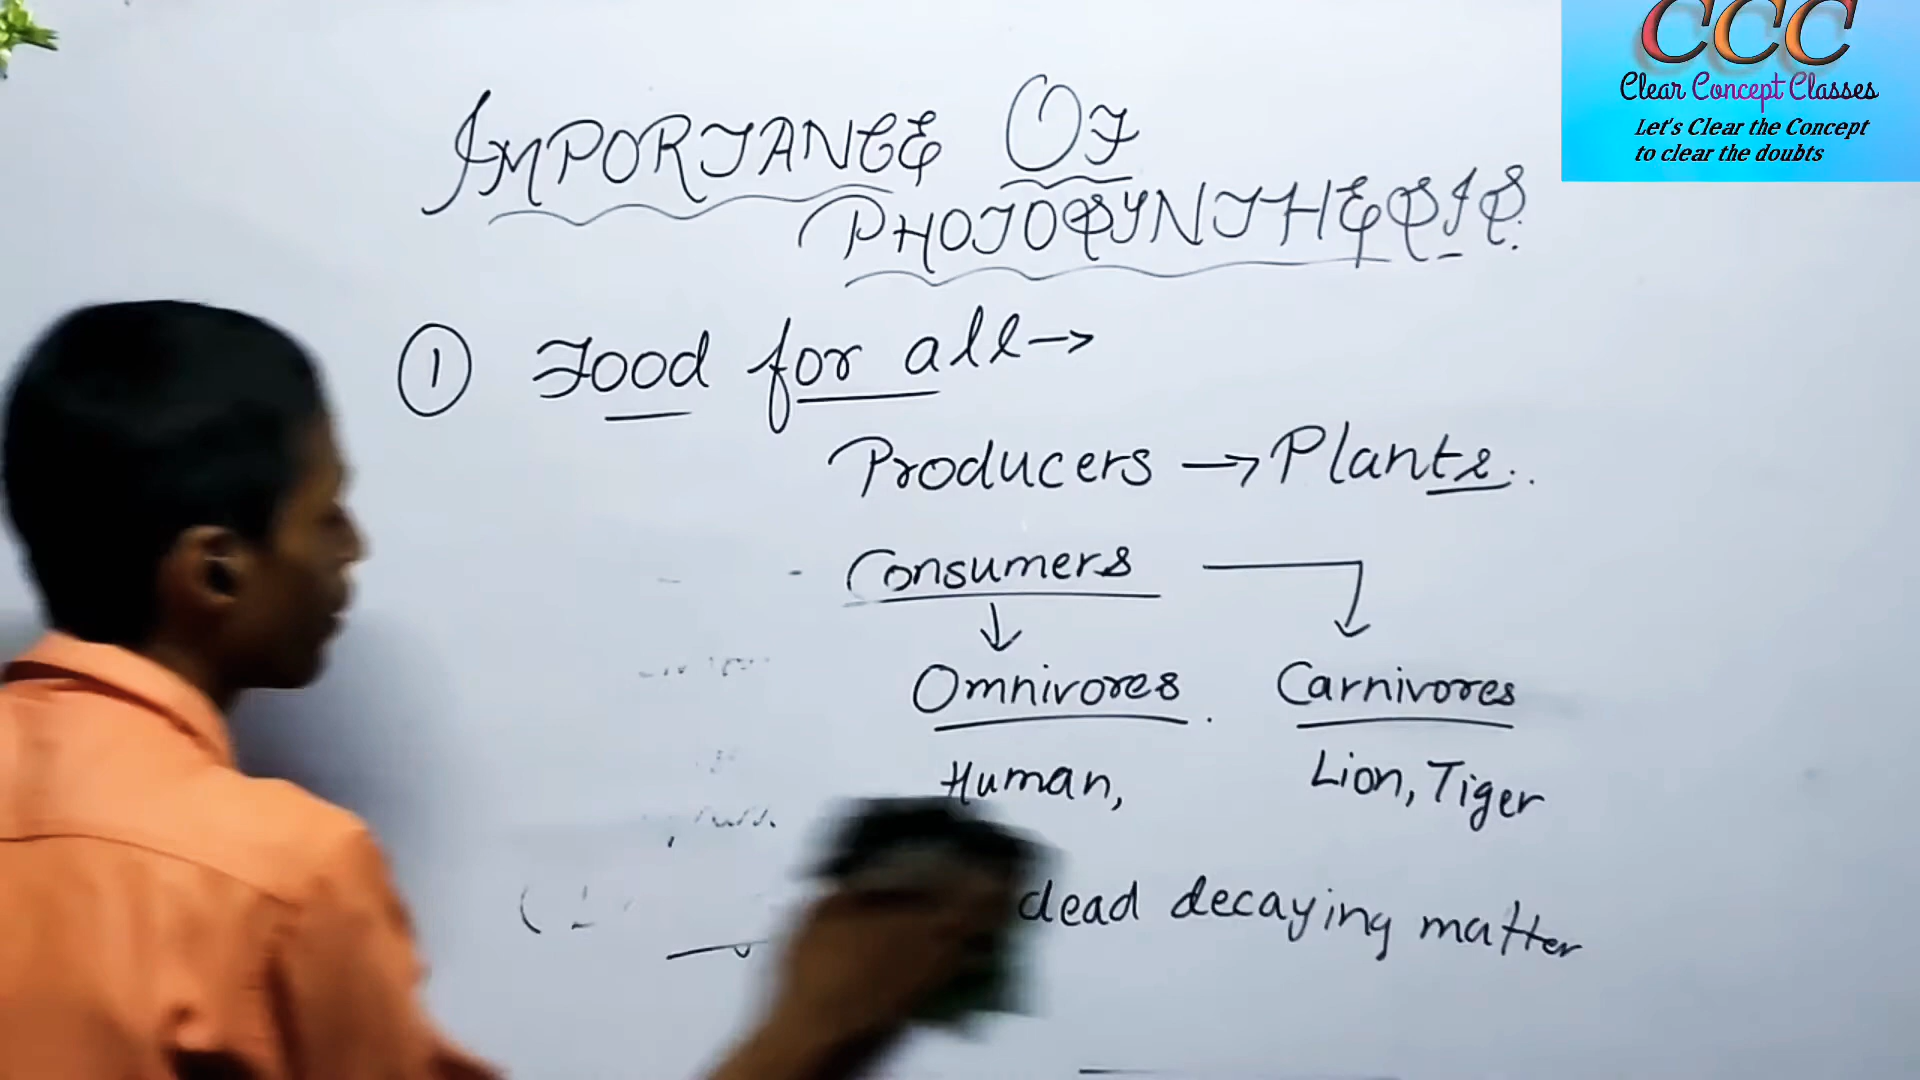 CCC
Clear Concept Classes
Let's Clear the Concept
to clear the doubts
IMPORTANCE OF
PHOTOSYNTHESIS.
① Food for all →
Producers → Plants.
Consumers
Omnivores. Carnivores
Human, Lion, Tiger
dead decaying matter